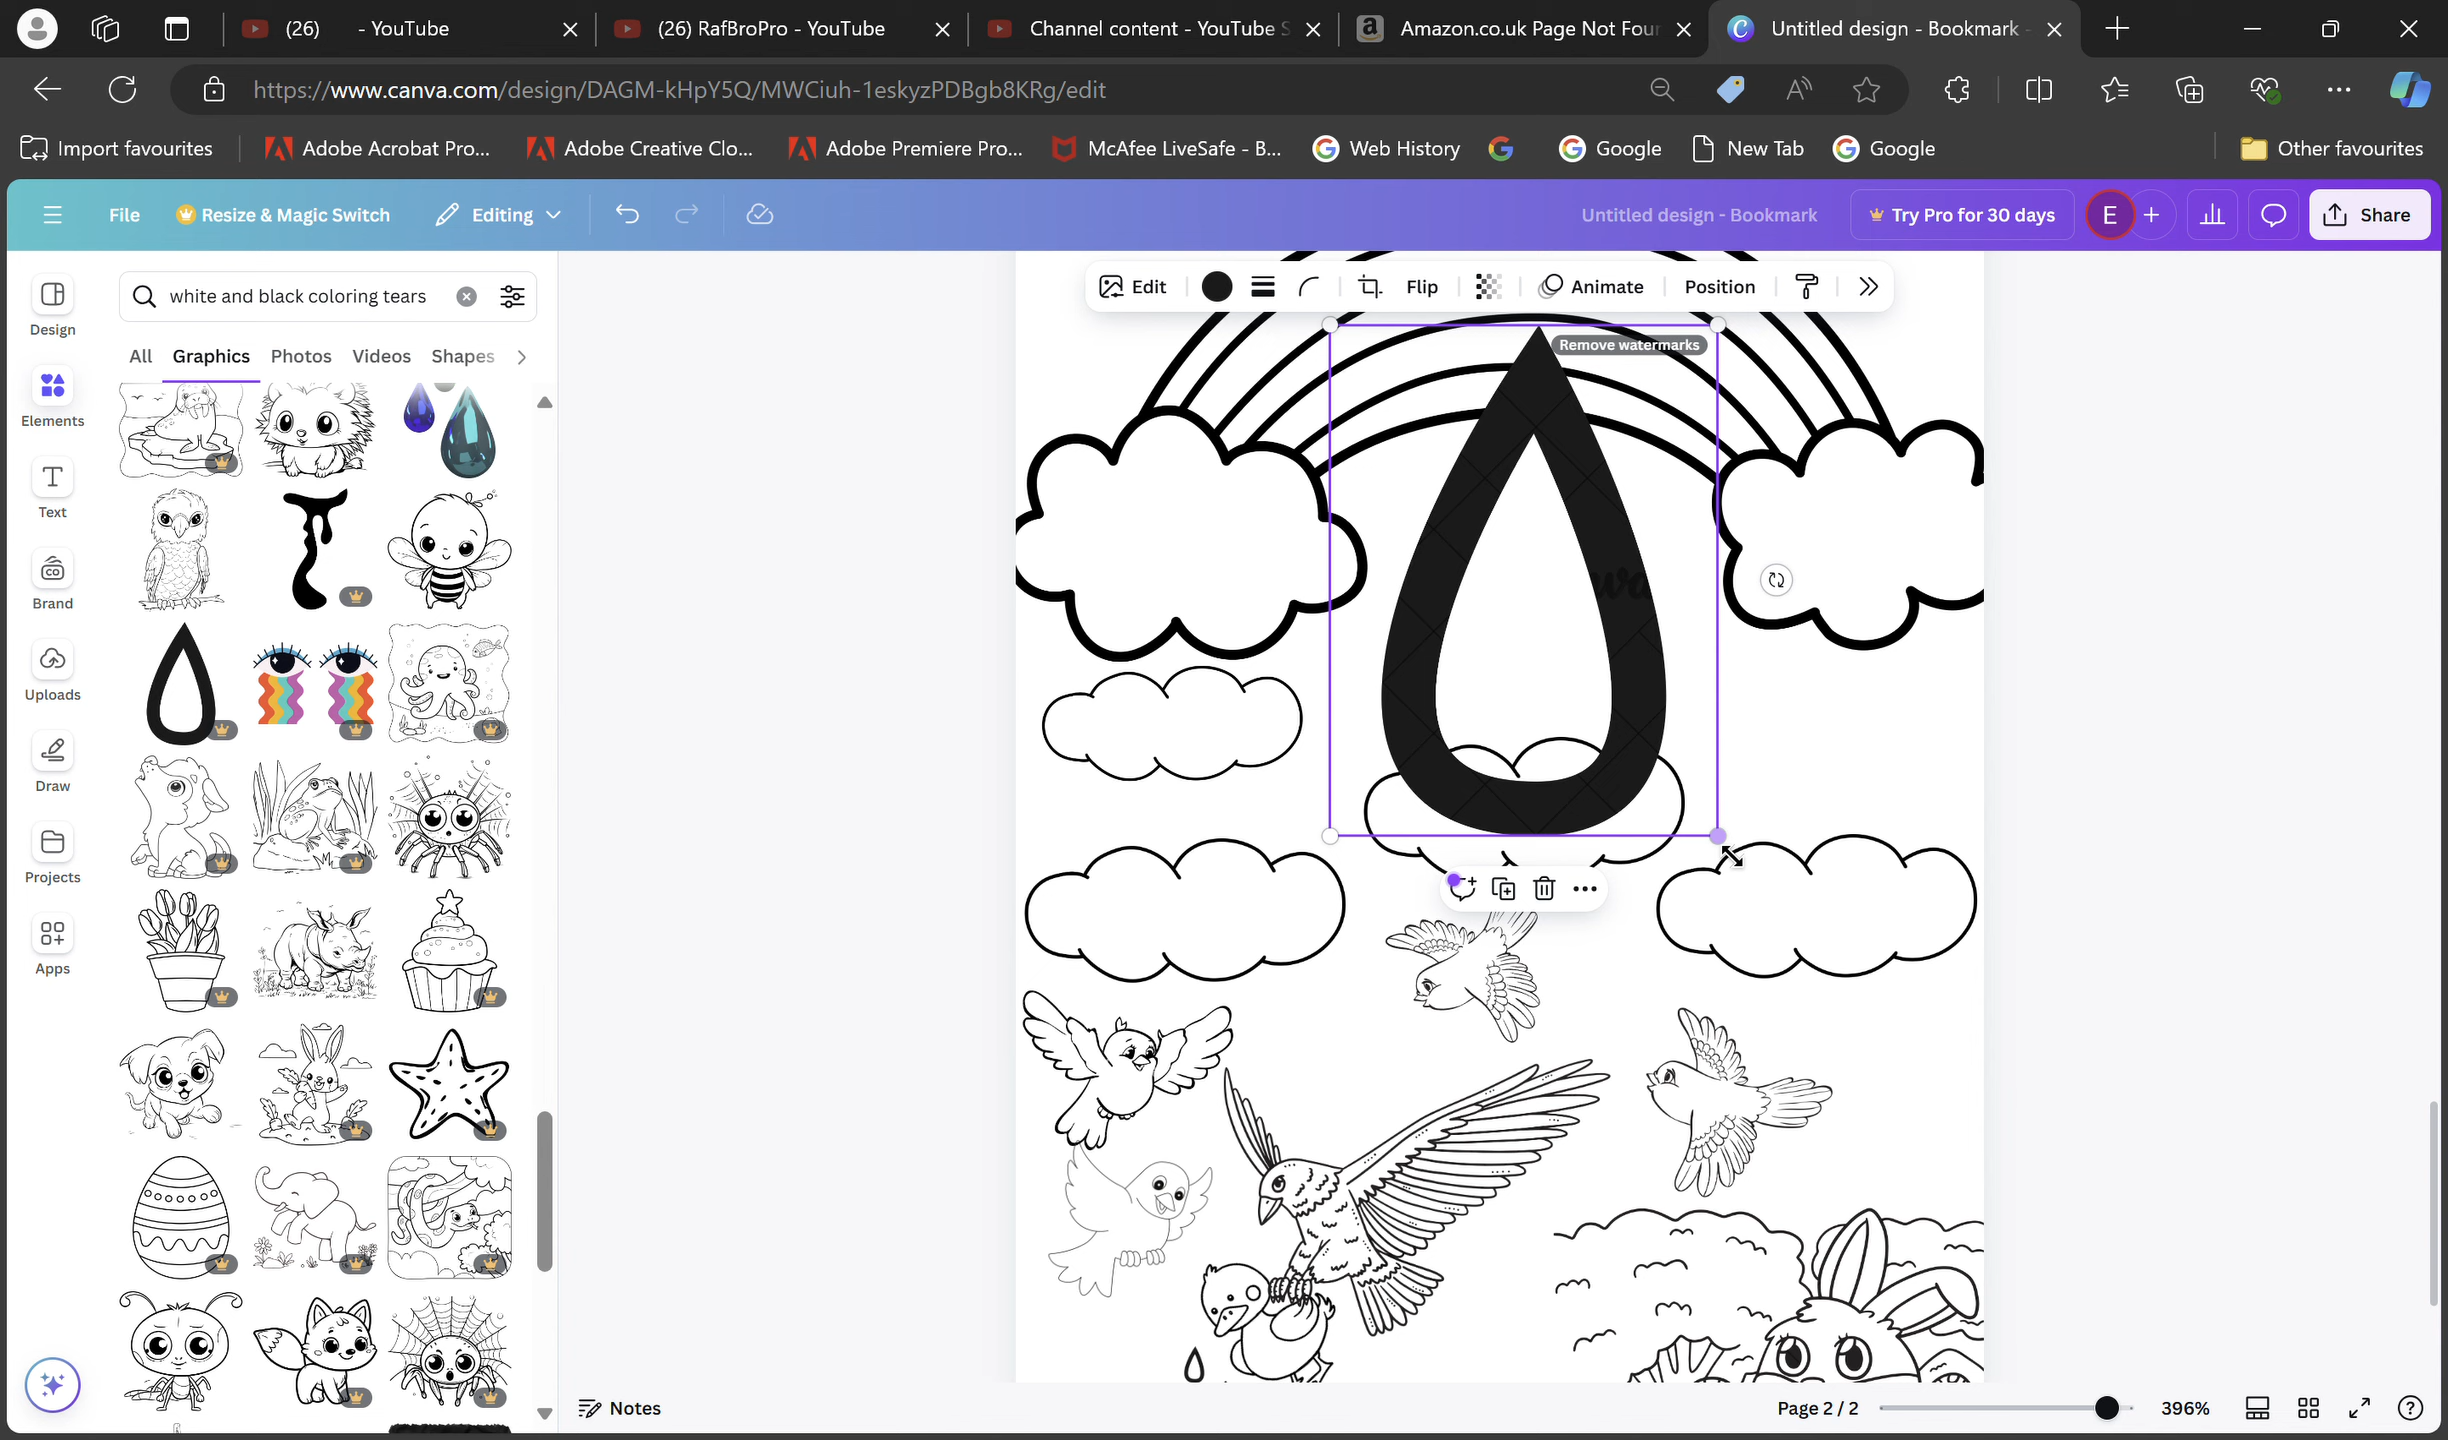 (26) - YouTube
(26) RafBroPro - YouTube
Channel content - YouTube S
Amazon.co.uk Page Not Four
Untitled design - Bookmark -
https://www.canva.com/design/DAGM-kHpY5Q/MWCiuh-1eskyzPDBgb8KRg/edit
Import favourites
Adobe Acrobat Pro...
Adobe Creative Clo...
Adobe Premiere Pro...
McAfee LiveSafe - B...
Web History
Google
New Tab
Google
Other favourites
File
Resize & Magic Switch
Editing
Untitled design - Bookmark
Try Pro for 30 days
E
Share
Design
Elements
Text
Brand
Uploads
Draw
Projects
Apps
white and black coloring tears
All
Graphics
Photos
Videos
Shapes
Edit
Flip
Animate
Position
Remove watermarks
Notes
Page 2 / 2
396%